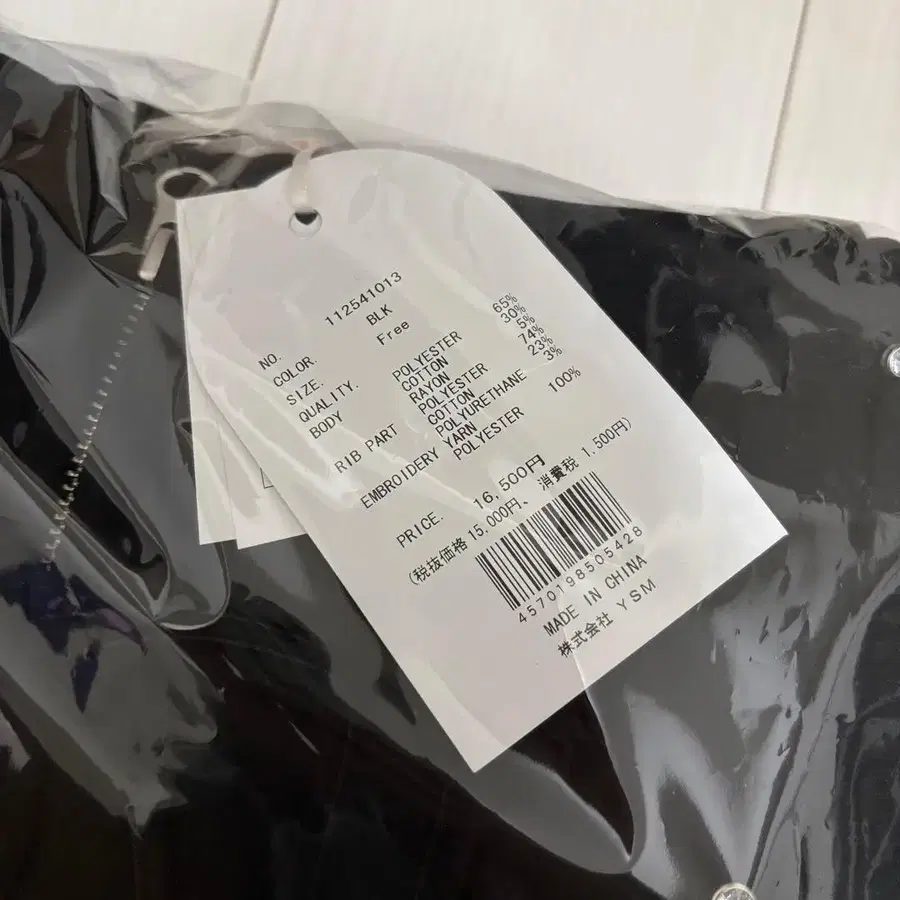 NO. 112541013
COLOR. BLK
SIZE. Free
QUALITY.
BODY POLYESTER 65%
COTTON 30%
RAYON 5%
RIB PART POLYESTER 74%
COTTON 23%
POLYURETHANE 3%
EMBROIDERY YARN
POLYESTER 100%
PRICE. 16,500円
(税抜価格 15,000円、 消費税 1,500円)
4570198505428
MADE IN CHINA
株式会社 YSM